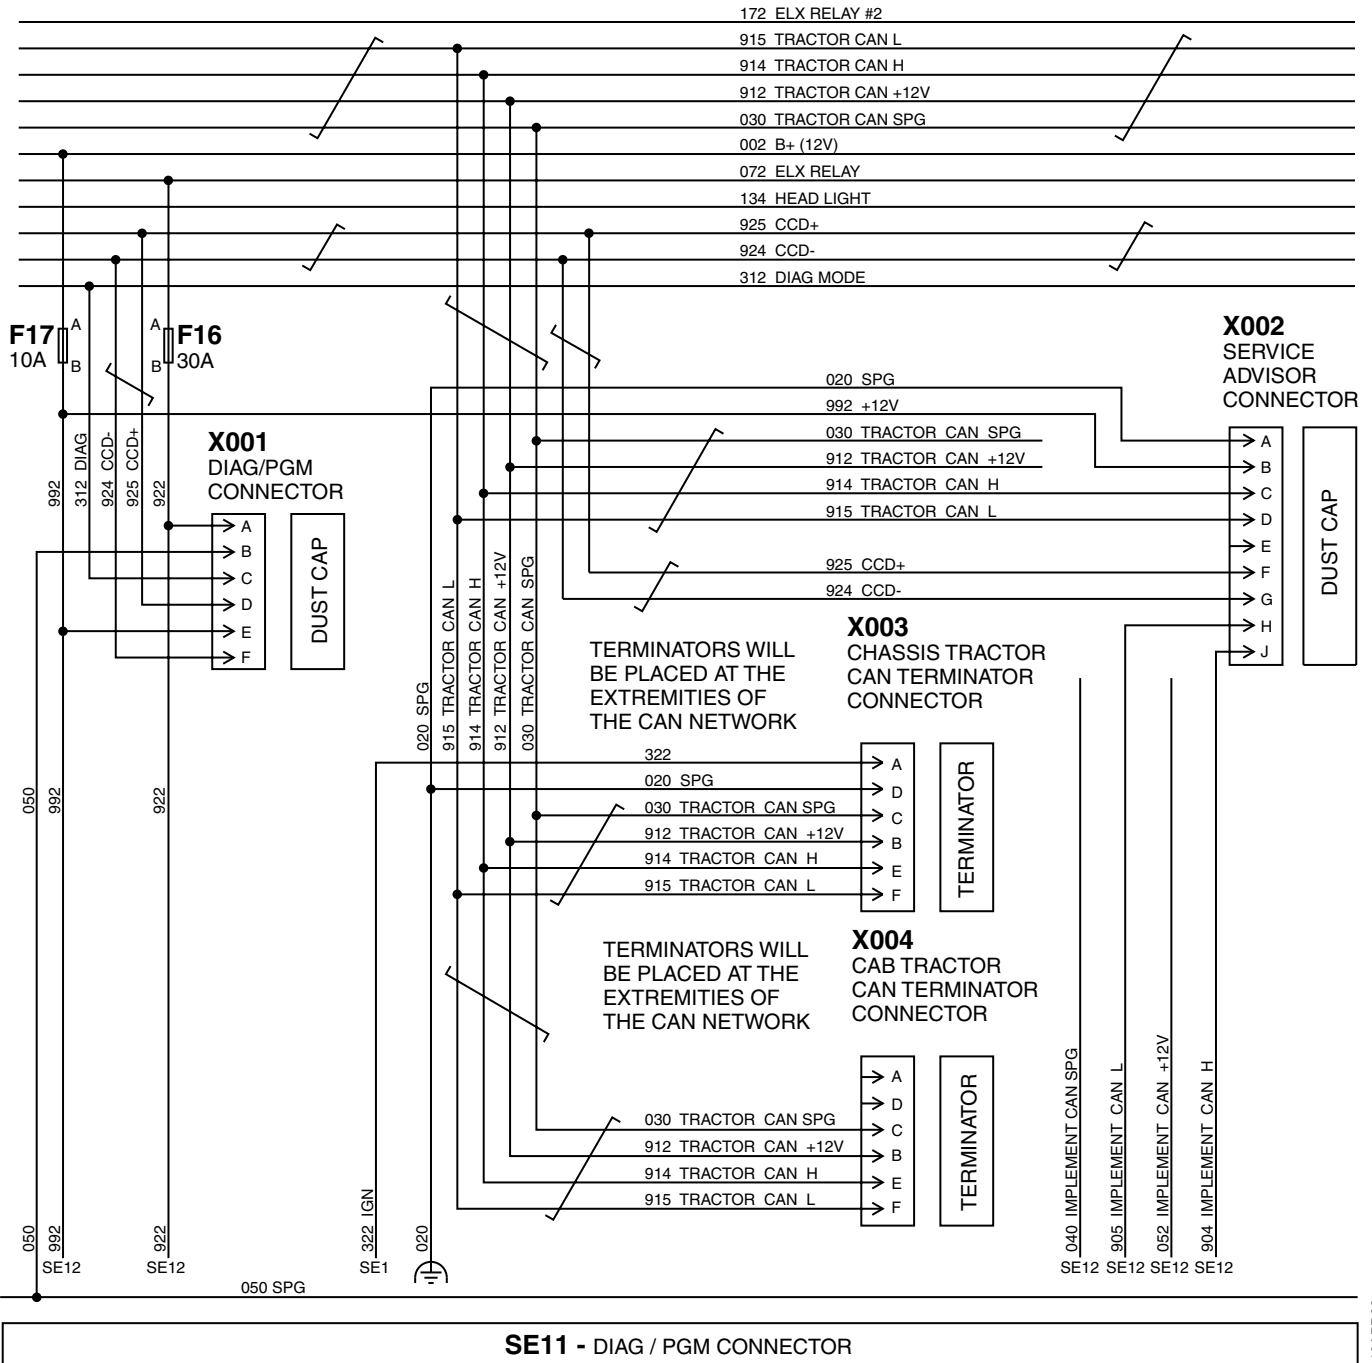 172 ELX RELAY #2
915 TRACTOR CAN L
914 TRACTOR CAN H
912 TRACTOR CAN +12V
030 TRACTOR CAN SPG
002 B+ (12V)
072 ELX RELAY
134 HEAD LIGHT
925 CCD+
924 CCD-
312 DIAG MODE
F17
10A
A
B
A
B
F16
30A
992
312 DIAG
924 CCD-
925 CCD+
922
X001
DIAG/PGM
CONNECTOR
A
B
C
D
E
F
DUST CAP
020 SPG
992 +12V
030 TRACTOR CAN SPG
912 TRACTOR CAN +12V
914 TRACTOR CAN H
915 TRACTOR CAN L
925 CCD+
924 CCD-
X002
SERVICE
ADVISOR
CONNECTOR
A
B
C
D
E
F
G
H
J
DUST CAP
020 SPG
915 TRACTOR CAN L
914 TRACTOR CAN H
912 TRACTOR CAN +12V
030 TRACTOR CAN SPG
TERMINATORS WILL
BE PLACED AT THE
EXTREMITIES OF
THE CAN NETWORK
X003
CHASSIS TRACTOR
CAN TERMINATOR
CONNECTOR
322
020 SPG
030 TRACTOR CAN SPG
912 TRACTOR CAN +12V
914 TRACTOR CAN H
915 TRACTOR CAN L
A
D
C
B
E
F
TERMINATOR
050
992
922
TERMINATORS WILL
BE PLACED AT THE
EXTREMITIES OF
THE CAN NETWORK
X004
CAB TRACTOR
CAN TERMINATOR
CONNECTOR
030 TRACTOR CAN SPG
912 TRACTOR CAN +12V
914 TRACTOR CAN H
915 TRACTOR CAN L
A
D
C
B
E
F
TERMINATOR
040 IMPLEMENT CAN SPG
905 IMPLEMENT CAN L
052 IMPLEMENT CAN +12V
904 IMPLEMENT CAN H
050
992
922
322 IGN
020
SE12
SE12
SE1
SE12
SE12
SE12
SE12
050 SPG
SE11 - DIAG / PGM CONNECTOR